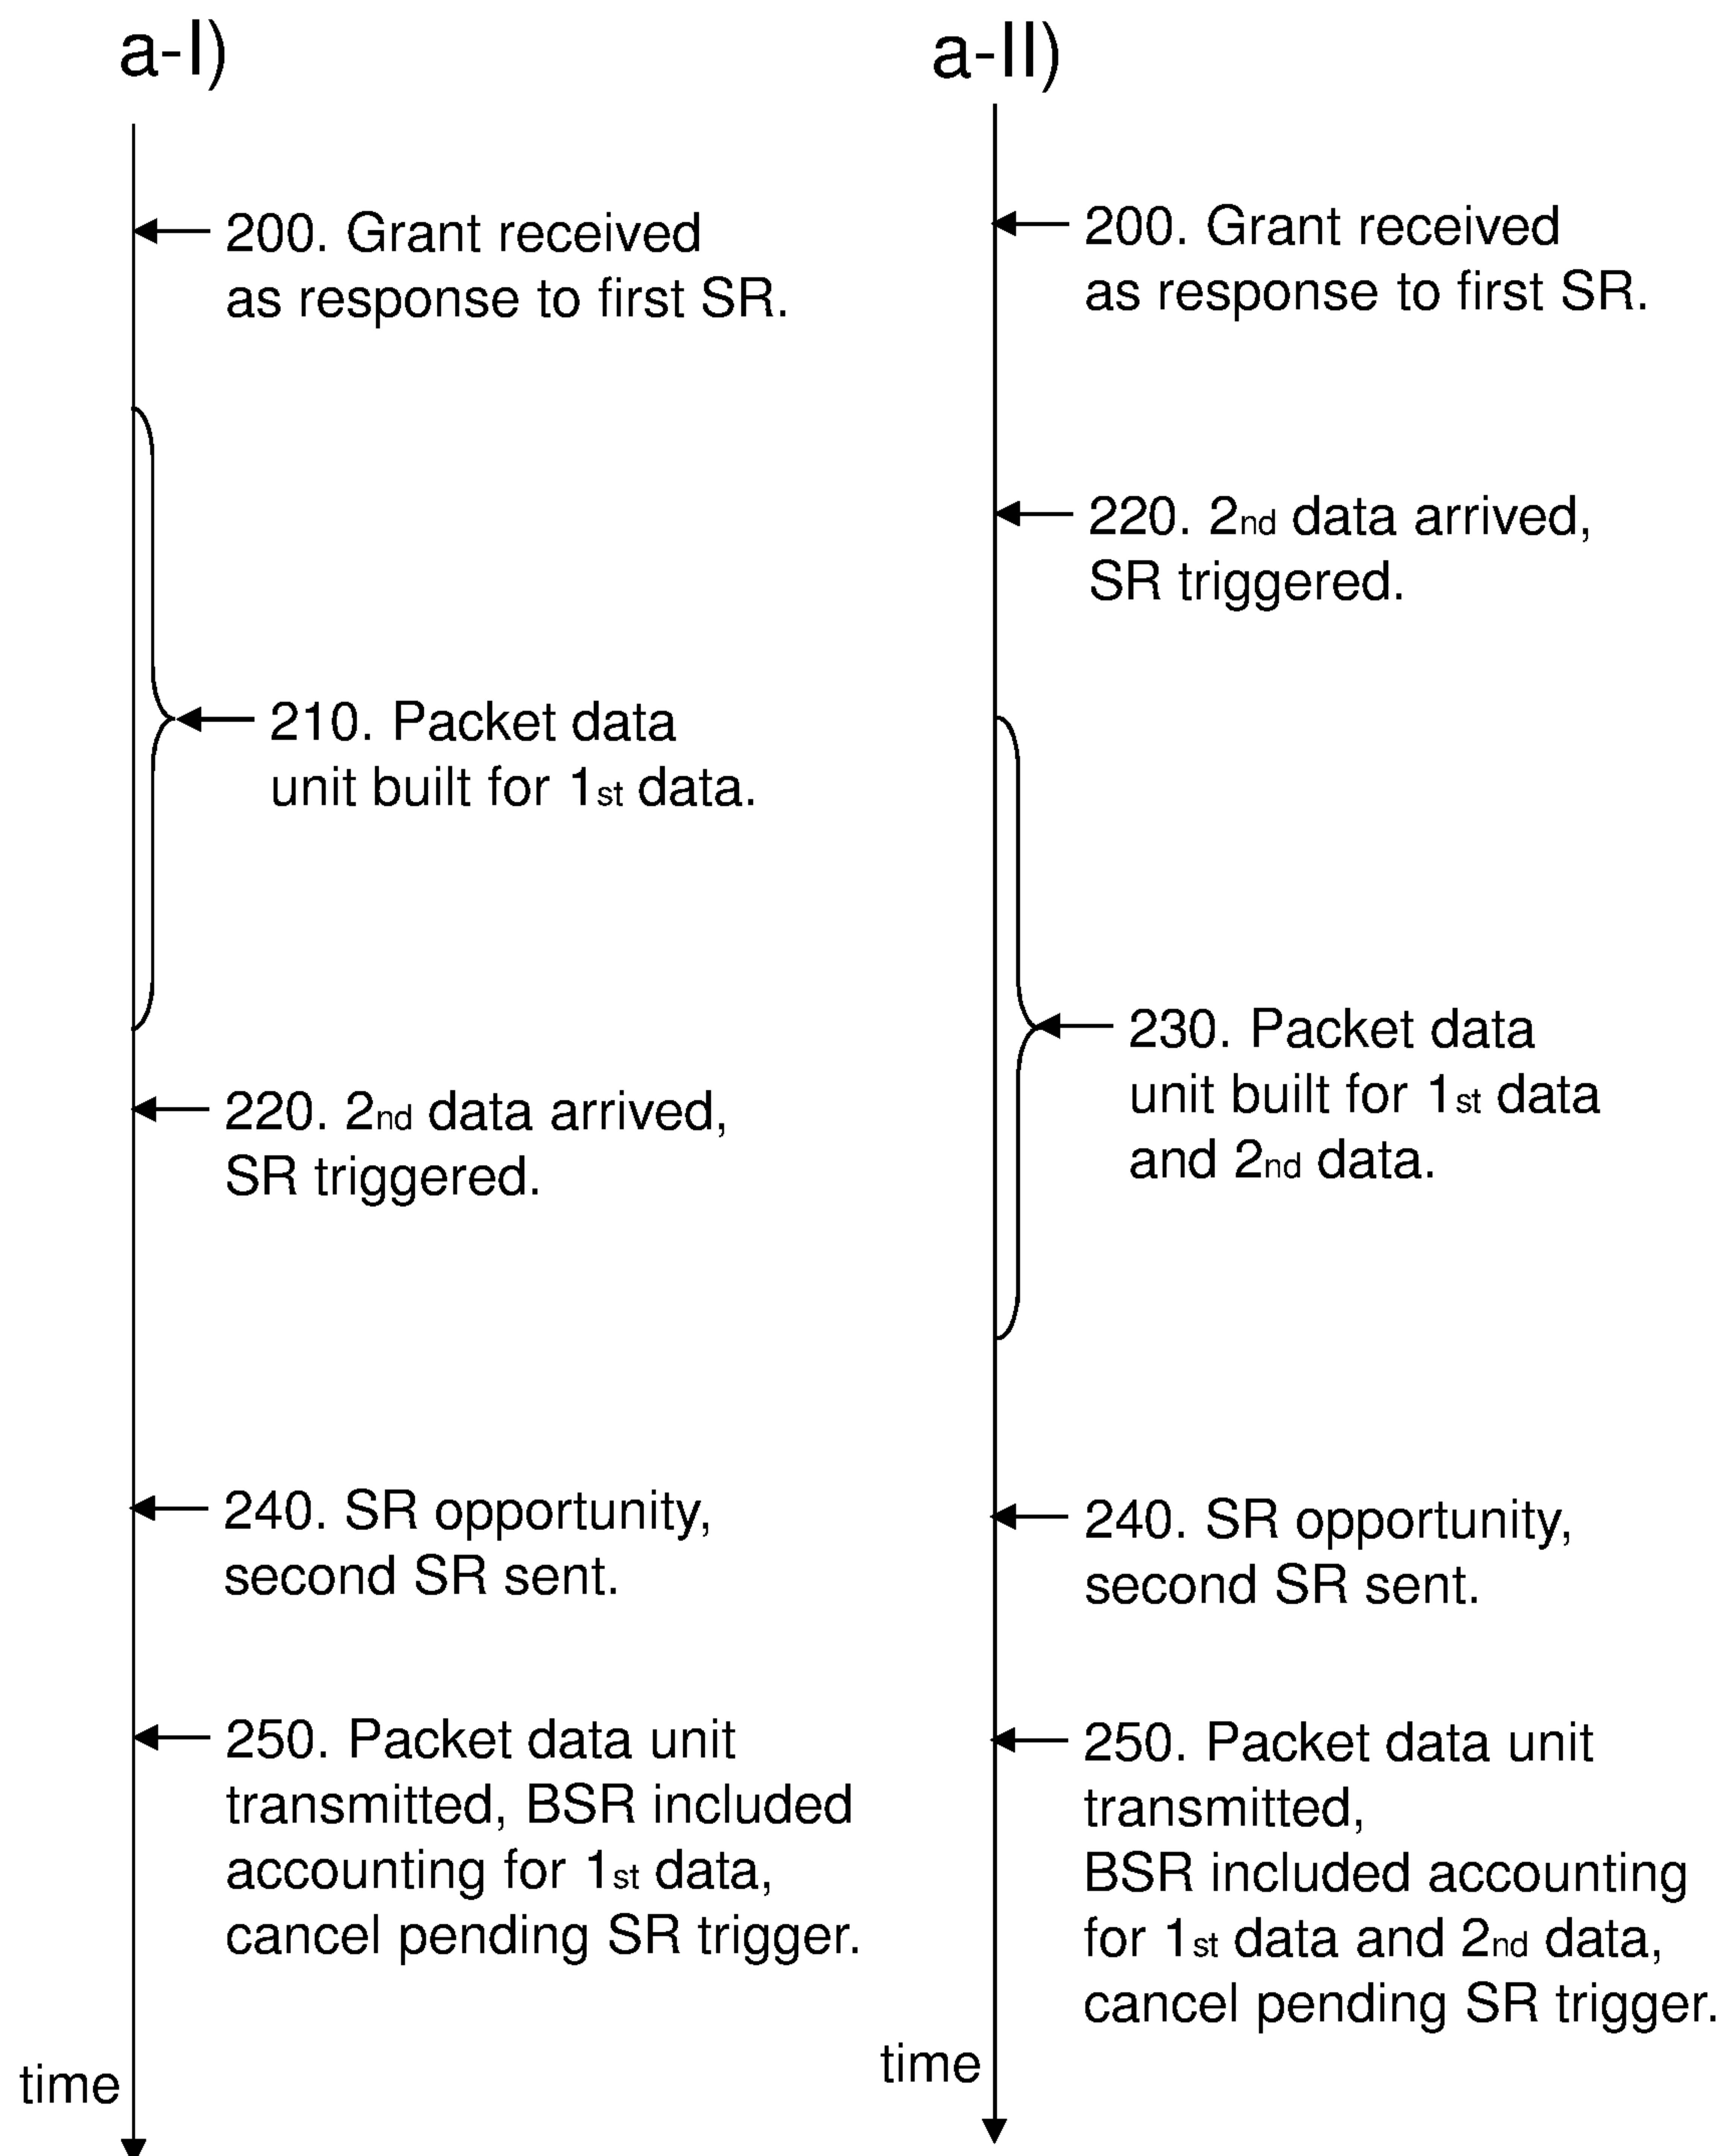 a-I)
200. Grant received
as response to first SR.
210. Packet data
unit built for 1st data.
220. 2nd data arrived,
SR triggered.
240. SR opportunity,
second SR sent.
250. Packet data unit
transmitted, BSR included
accounting for 1st data,
cancel pending SR trigger.
time
a-II)
200. Grant received
as response to first SR.
220. 2nd data arrived,
SR triggered.
230. Packet data
unit built for 1st data
and 2nd data.
240. SR opportunity,
second SR sent.
250. Packet data unit
transmitted,
BSR included accounting
for 1st data and 2nd data,
cancel pending SR trigger.
time